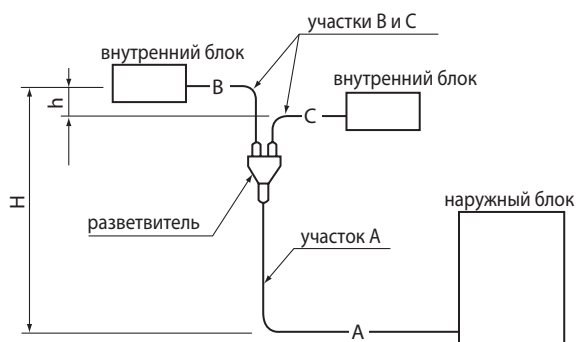 участки В и С
внутренний блок
внутренний блок
В
С
h
H
разветвитель
наружный блок
участок А
А